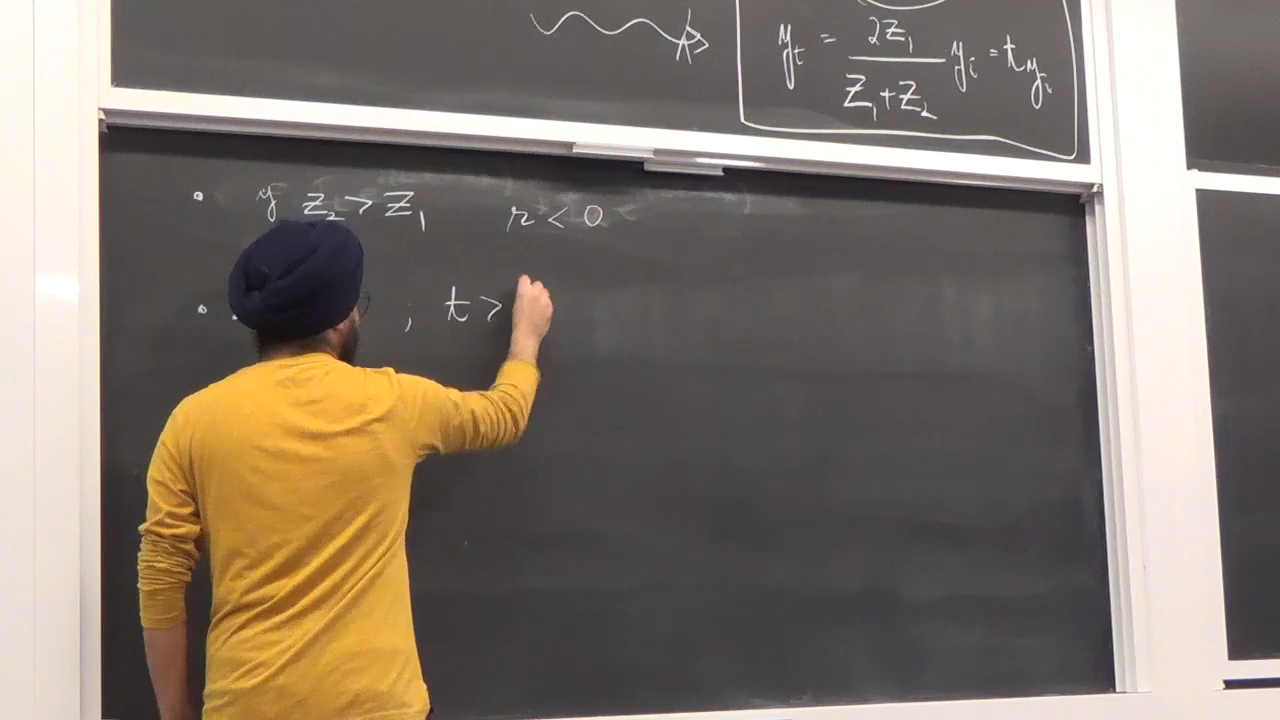 y_t = 2Z_1 / Z_1+Z_2 y_i = t y_i
• if Z_2 > Z_1 r < 0
• ; t >